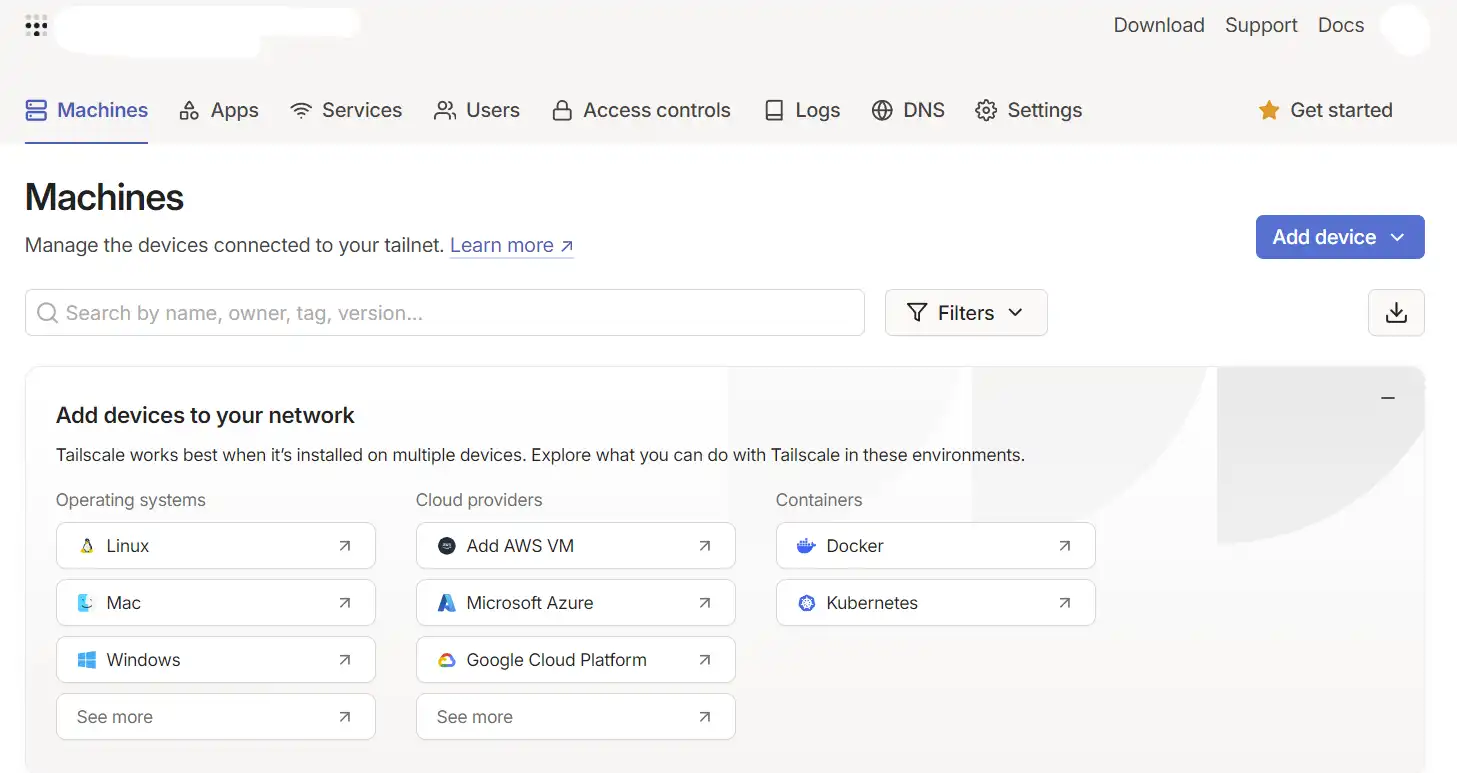 Download Support Docs
Machines Apps Services Users Access controls Logs DNS Settings Get started
Machines
Manage the devices connected to your tailnet. Learn more ↗
Add device
Search by name, owner, tag, version...
Filters
Add devices to your network
Tailscale works best when it’s installed on multiple devices. Explore what you can do with Tailscale in these environments.
Operating systems
Linux
Mac
Windows
See more
Cloud providers
Add AWS VM
Microsoft Azure
Google Cloud Platform
See more
Containers
Docker
Kubernetes